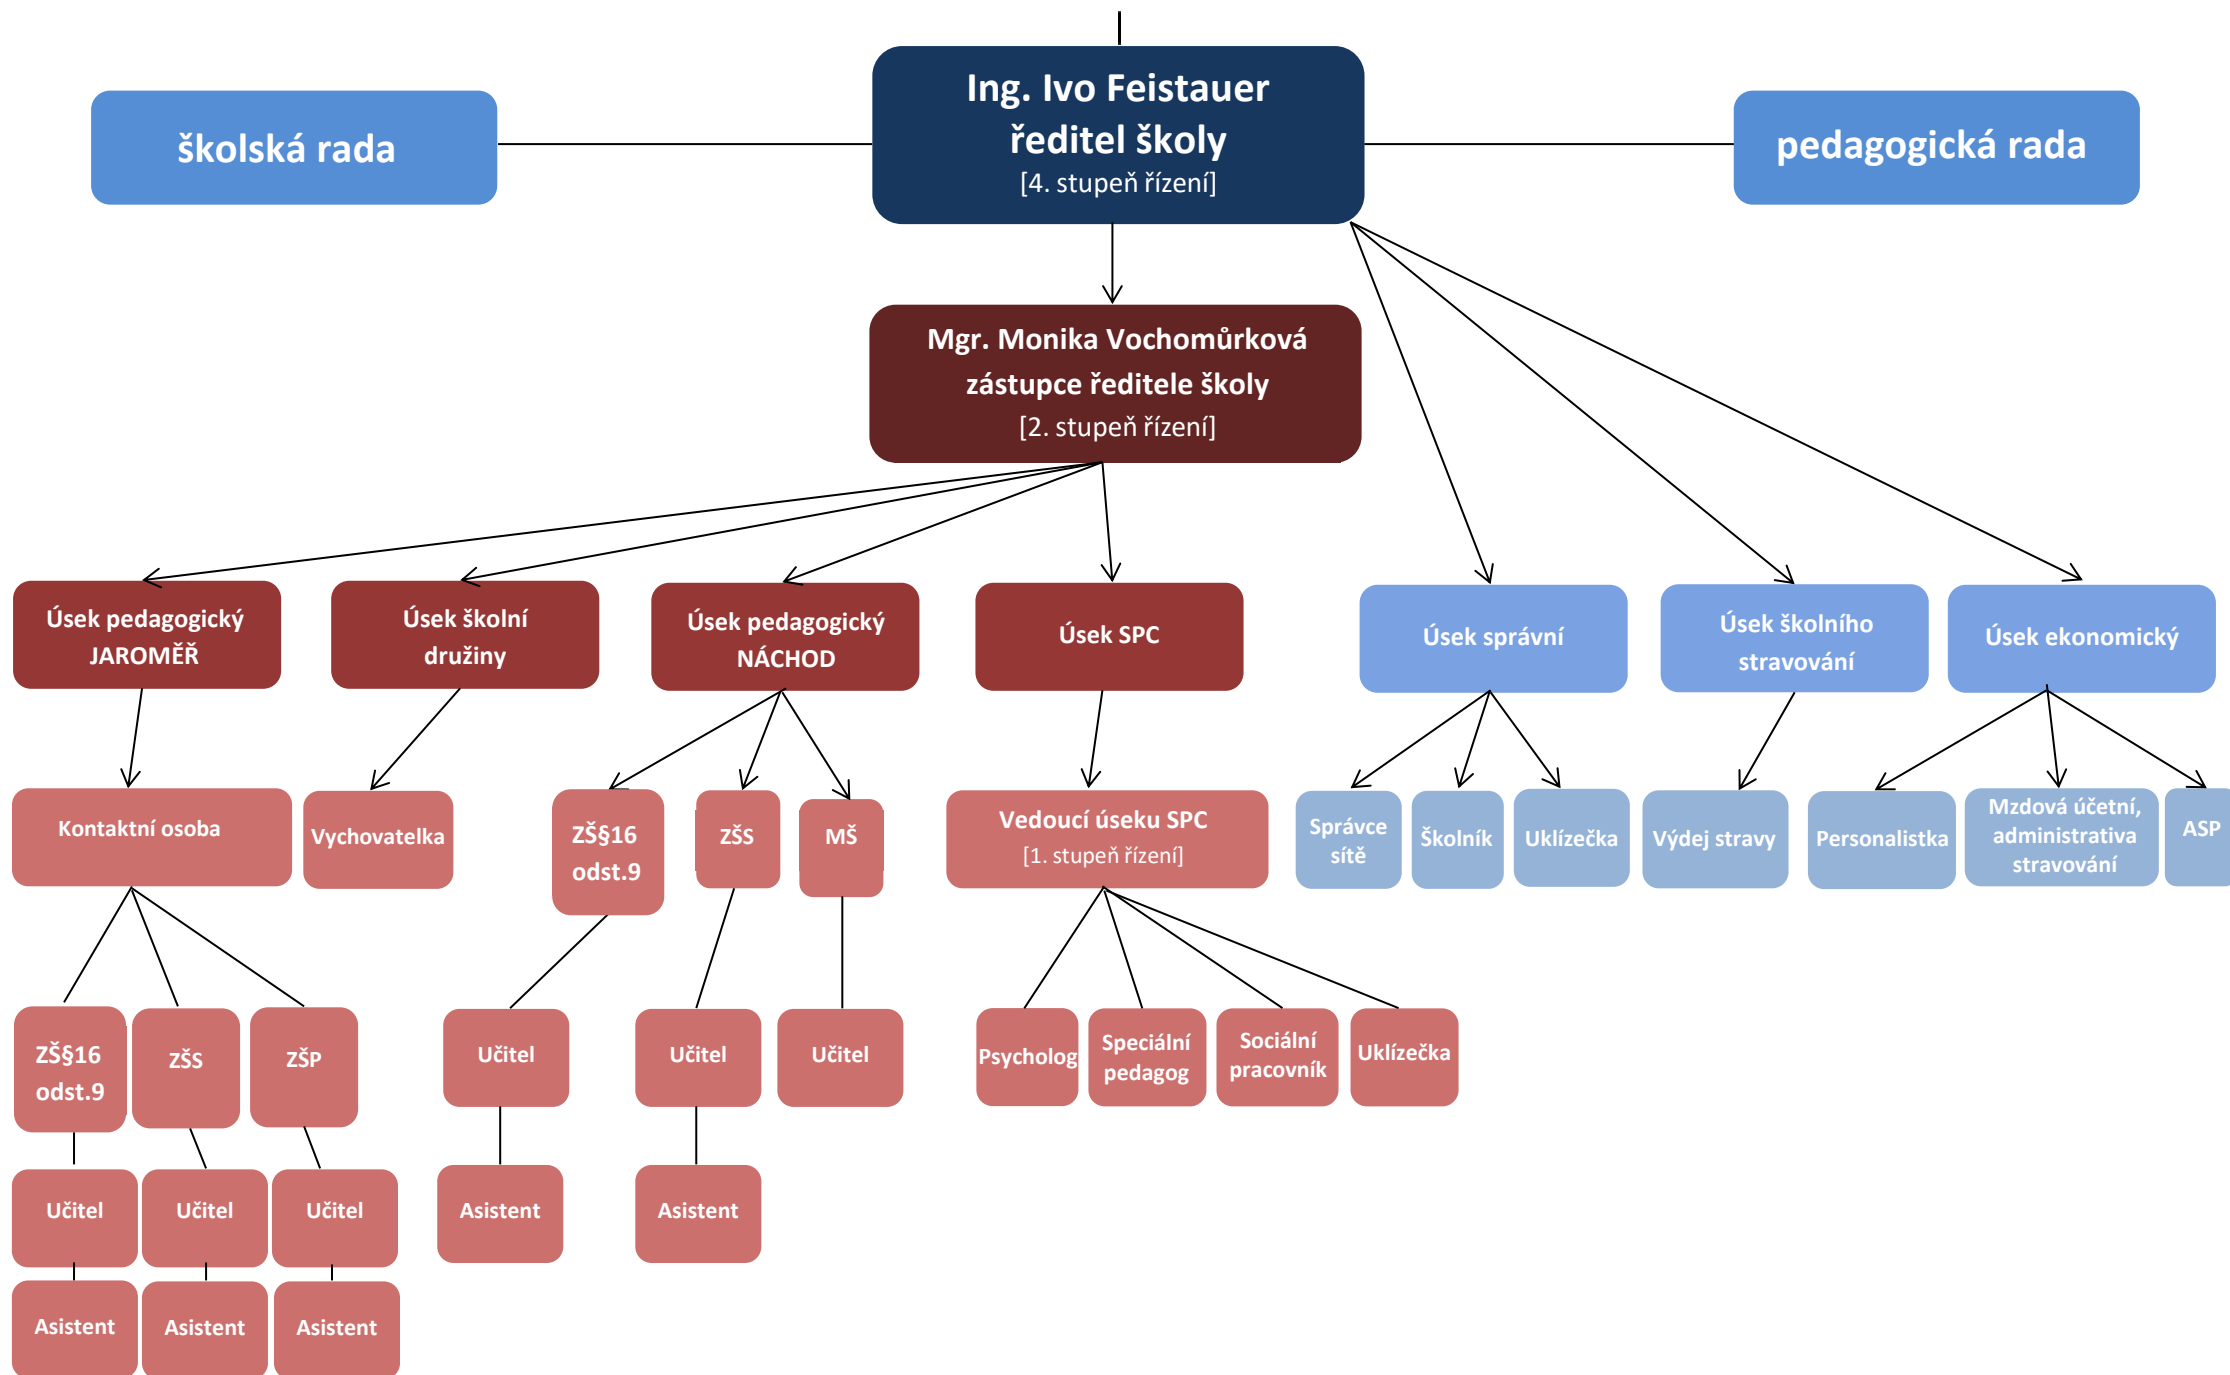 Ing. Ivo Feistauer
ředitel školy
[4. stupeň řízení]
školská rada
pedagogická rada
Mgr. Monika Vochomůrková
zástupce ředitele školy
[2. stupeň řízení]
Úsek pedagogický
JAROMĚŘ
Úsek školní
družiny
Úsek pedagogický
NÁCHOD
Úsek SPC
Úsek správní
Úsek školního
stravování
Úsek ekonomický
Kontaktní osoba
Vychovatelka
ZŠ§16
odst.9
ZŠS
MŠ
Vedoucí úseku SPC
[1. stupeň řízení]
Správce
sítě
Školník
Uklízečka
Výdej stravy
Personalistka
Mzdová účetní,
administrativa
stravování
ASP
ZŠ§16
odst.9
ZŠS
ZŠP
Učitel
Učitel
Učitel
Psycholog
Speciální
pedagog
Sociální
pracovník
Uklízečka
Učitel
Učitel
Učitel
Asistent
Asistent
Asistent
Asistent
Asistent